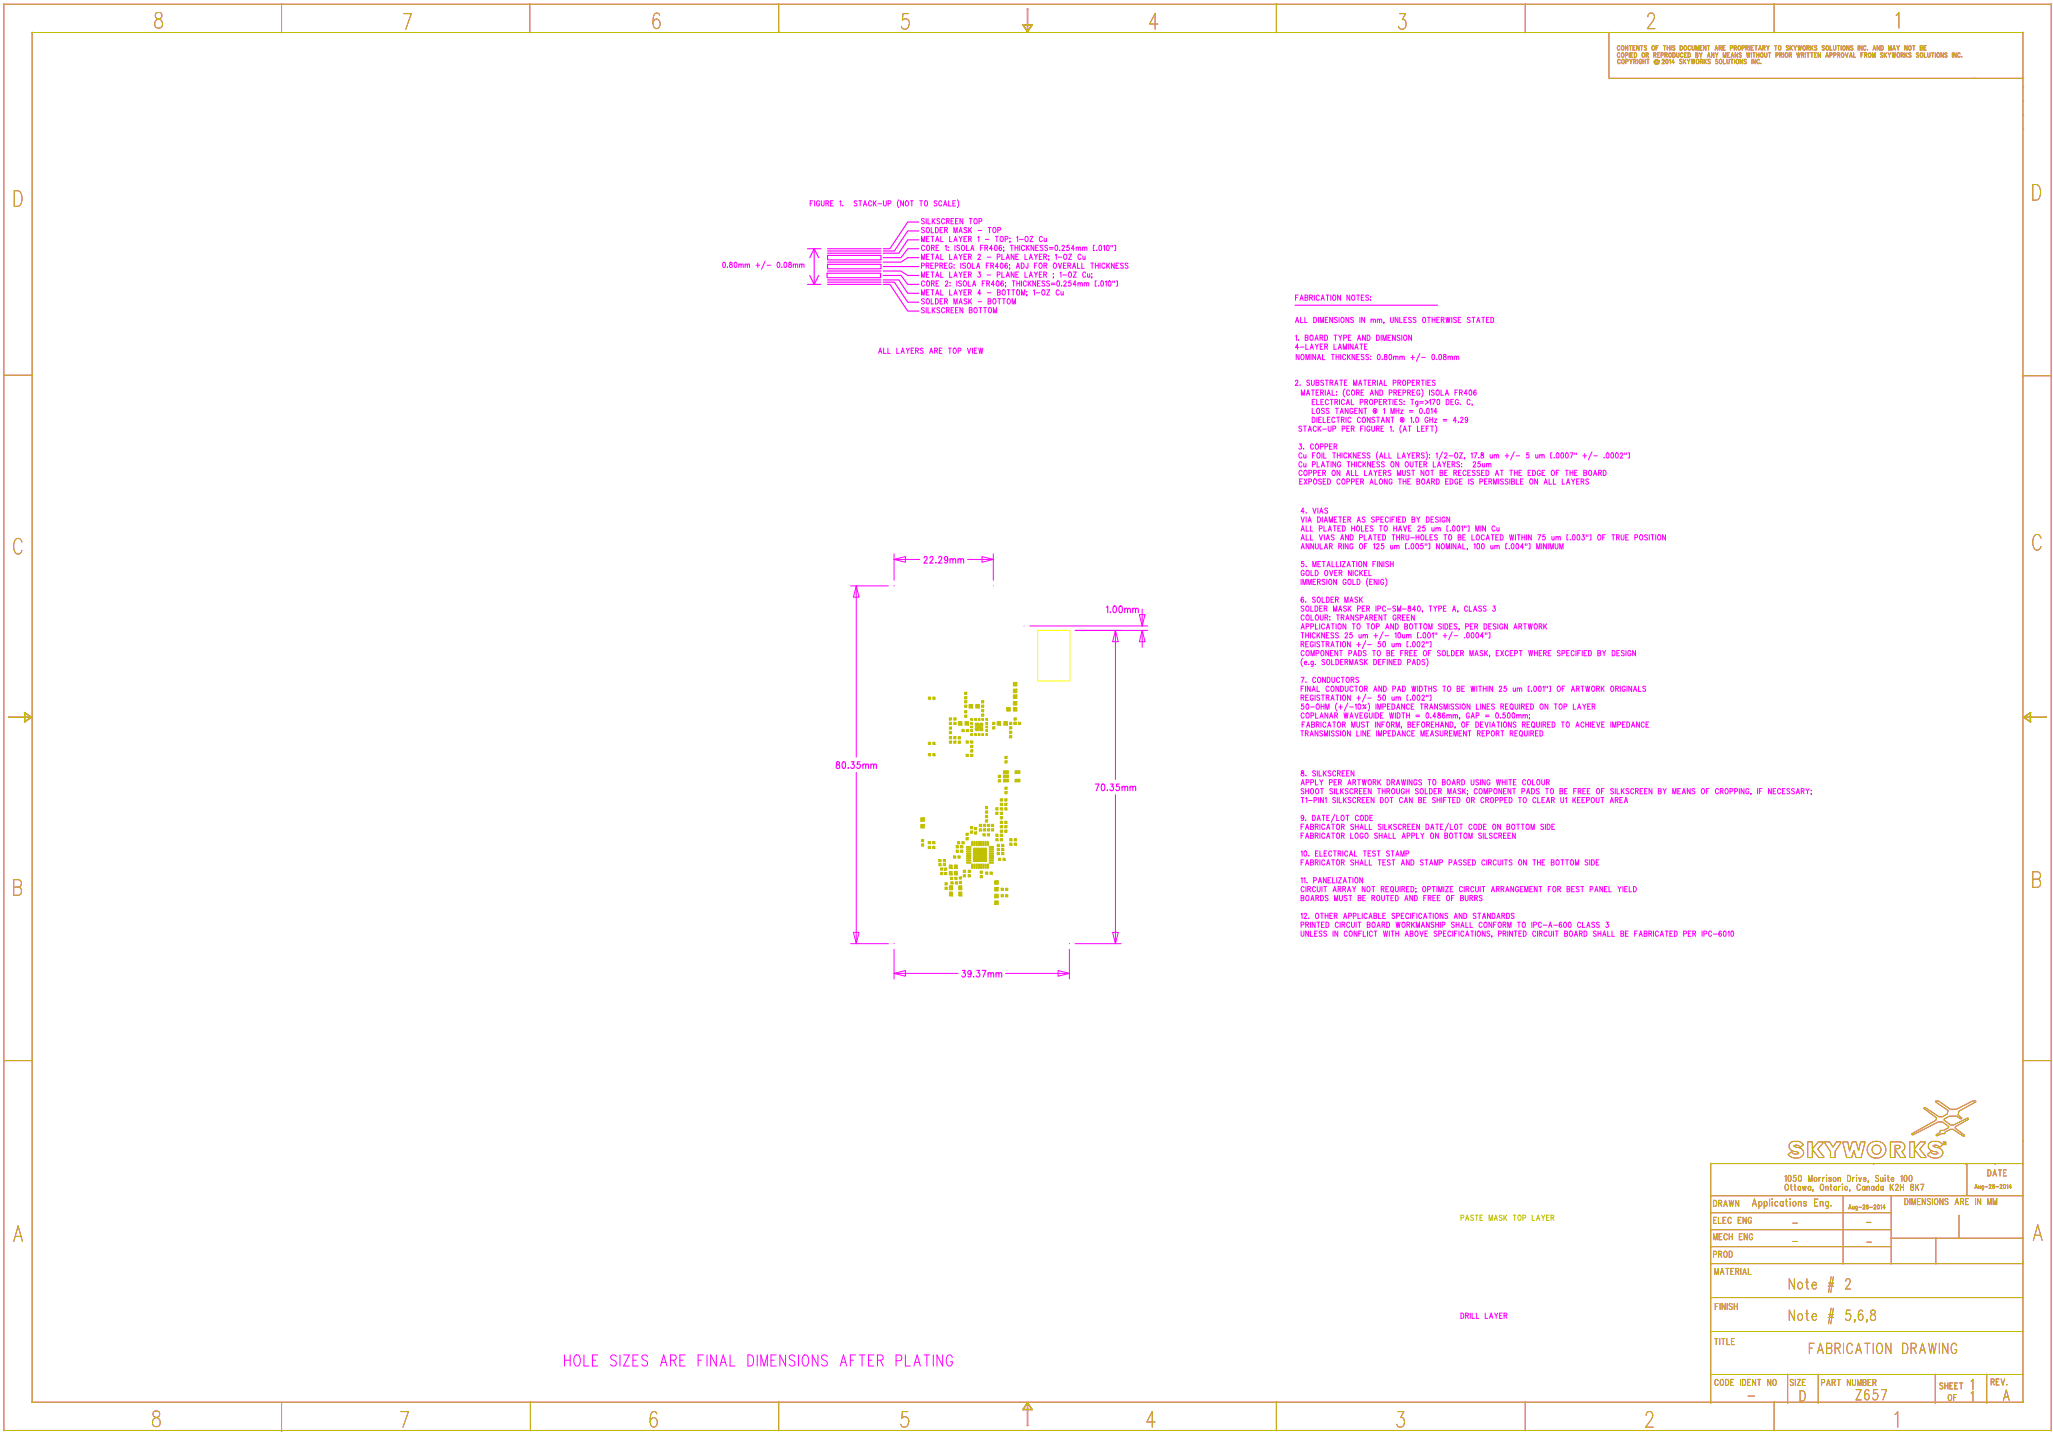 8 7 6 5 4 3 2 1
CONTENTS OF THIS DOCUMENT ARE PROPRIETARY TO SKYWORKS SOLUTIONS INC. AND MAY NOT BE
COPIED OR REPRODUCED BY ANY MEANS WITHOUT PRIOR WRITTEN APPROVAL FROM SKYWORKS SOLUTIONS INC.
COPYRIGHT @ 2014 SKYWORKS SOLUTIONS INC.
D D
FIGURE 1. STACK-UP (NOT TO SCALE)
SILKSCREEN TOP
SOLDER MASK - TOP
METAL LAYER 1 - TOP; 1-OZ Cu
CORE 1: ISOLA FR406; THICKNESS=0.254mm [.010"]
METAL LAYER 2 - PLANE LAYER; 1-OZ Cu
0.80mm +/- 0.08mm
PREPREG: ISOLA FR406; ADJ FOR OVERALL THICKNESS
METAL LAYER 3 - PLANE LAYER ; 1-OZ Cu;
CORE 2: ISOLA FR406; THICKNESS=0.254mm [.010"]
METAL LAYER 4 - BOTTOM; 1-OZ Cu
SOLDER MASK - BOTTOM
SILKSCREEN BOTTOM
ALL LAYERS ARE TOP VIEW
FABRICATION NOTES:
ALL DIMENSIONS IN mm, UNLESS OTHERWISE STATED
1. BOARD TYPE AND DIMENSION
4-LAYER LAMINATE
NOMINAL THICKNESS: 0.80mm +/- 0.08mm
2. SUBSTRATE MATERIAL PROPERTIES
MATERIAL: (CORE AND PREPREG) ISOLA FR406
ELECTRICAL PROPERTIES: Tg=>170 DEG. C,
LOSS TANGENT @ 1 MHz = 0.014
DIELECTRIC CONSTANT @ 1.0 GHz = 4.29
STACK-UP PER FIGURE 1. (AT LEFT)
3. COPPER
Cu FOIL THICKNESS (ALL LAYERS): 1/2-OZ, 17.8 um +/- 5 um [.0007" +/- .0002"]
Cu PLATING THICKNESS ON OUTER LAYERS: 25um
COPPER ON ALL LAYERS MUST NOT BE RECESSED AT THE EDGE OF THE BOARD
EXPOSED COPPER ALONG THE BOARD EDGE IS PERMISSIBLE ON ALL LAYERS
4. VIAS
VIA DIAMETER AS SPECIFIED BY DESIGN
ALL PLATED HOLES TO HAVE 25 um [.001"] MIN Cu
ALL VIAS AND PLATED THRU-HOLES TO BE LOCATED WITHIN 75 um [.003"] OF TRUE POSITION
ANNULAR RING OF 125 um [.005"] NOMINAL, 100 um [.004"] MINIMUM
5. METALLIZATION FINISH
GOLD OVER NICKEL
IMMERSION GOLD (ENIG)
6. SOLDER MASK
SOLDER MASK PER IPC-SM-840, TYPE A, CLASS 3
COLOUR: TRANSPARENT GREEN
APPLICATION TO TOP AND BOTTOM SIDES, PER DESIGN ARTWORK
THICKNESS 25 um +/- 10um [.001" +/- .0004"]
REGISTRATION +/- 50 um [.002"]
COMPONENT PADS TO BE FREE OF SOLDER MASK, EXCEPT WHERE SPECIFIED BY DESIGN
(e.g. SOLDERMASK DEFINED PADS)
7. CONDUCTORS
FINAL CONDUCTOR AND PAD WIDTHS TO BE WITHIN 25 um [.001"] OF ARTWORK ORIGINALS
REGISTRATION +/- 50 um [.002"]
50-OHM (+/-10%) IMPEDANCE TRANSMISSION LINES REQUIRED ON TOP LAYER
COPLANAR WAVEGUIDE WIDTH = 0.486mm, GAP = 0.500mm;
FABRICATOR MUST INFORM, BEFOREHAND, OF DEVIATIONS REQUIRED TO ACHIEVE IMPEDANCE
TRANSMISSION LINE IMPEDANCE MEASUREMENT REPORT REQUIRED
8. SILKSCREEN
APPLY PER ARTWORK DRAWINGS TO BOARD USING WHITE COLOUR
SHOOT SILKSCREEN THROUGH SOLDER MASK; COMPONENT PADS TO BE FREE OF SILKSCREEN BY MEANS OF CROPPING, IF NECESSARY;
T1-PIN1 SILKSCREEN DOT CAN BE SHIFTED OR CROPPED TO CLEAR U1 KEEPOUT AREA
9. DATE/LOT CODE
FABRICATOR SHALL SILKSCREEN DATE/LOT CODE ON BOTTOM SIDE
FABRICATOR LOGO SHALL APPLY ON BOTTOM SILSCREEN
10. ELECTRICAL TEST STAMP
FABRICATOR SHALL TEST AND STAMP PASSED CIRCUITS ON THE BOTTOM SIDE
11. PANELIZATION
CIRCUIT ARRAY NOT REQUIRED; OPTIMIZE CIRCUIT ARRANGEMENT FOR BEST PANEL YIELD
BOARDS MUST BE ROUTED AND FREE OF BURRS
12. OTHER APPLICABLE SPECIFICATIONS AND STANDARDS
PRINTED CIRCUIT BOARD WORKMANSHIP SHALL CONFORM TO IPC-A-600 CLASS 3
UNLESS IN CONFLICT WITH ABOVE SPECIFICATIONS, PRINTED CIRCUIT BOARD SHALL BE FABRICATED PER IPC-6010
C C
22.29mm
1.00mm
80.35mm
70.35mm
39.37mm
B B
SKYWORKS
1050 Morrison Drive, Suite 100
Ottawa, Ontario, Canada K2H 8K7
DATE
Aug-28-2014
DRAWN Applications Eng. Aug-28-2014
DIMENSIONS ARE IN MM
ELEC ENG - -
MECH ENG - -
PROD
MATERIAL
Note # 2
FINISH
Note # 5,6,8
TITLE
FABRICATION DRAWING
CODE IDENT NO
-
SIZE
D
PART NUMBER
Z657
SHEET 1
OF 1
REV.
A
A A
PASTE MASK TOP LAYER
DRILL LAYER
HOLE SIZES ARE FINAL DIMENSIONS AFTER PLATING
8 7 6 5 4 3 2 1